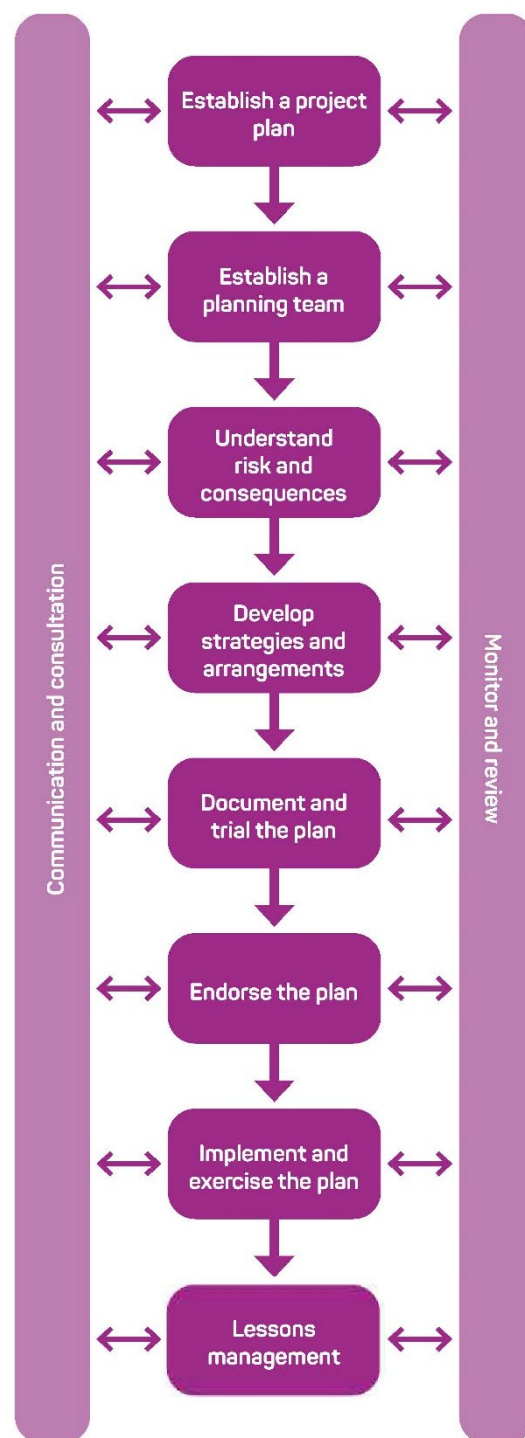 Establish a project
plan
Establish a
planning team
Understand
risk and
consequences
Develop
strategies and
arrangements
Document and
trial the plan
Endorse the plan
Implement and
exercise the plan
Lessons
management
Communication and consultation
Monitor and review